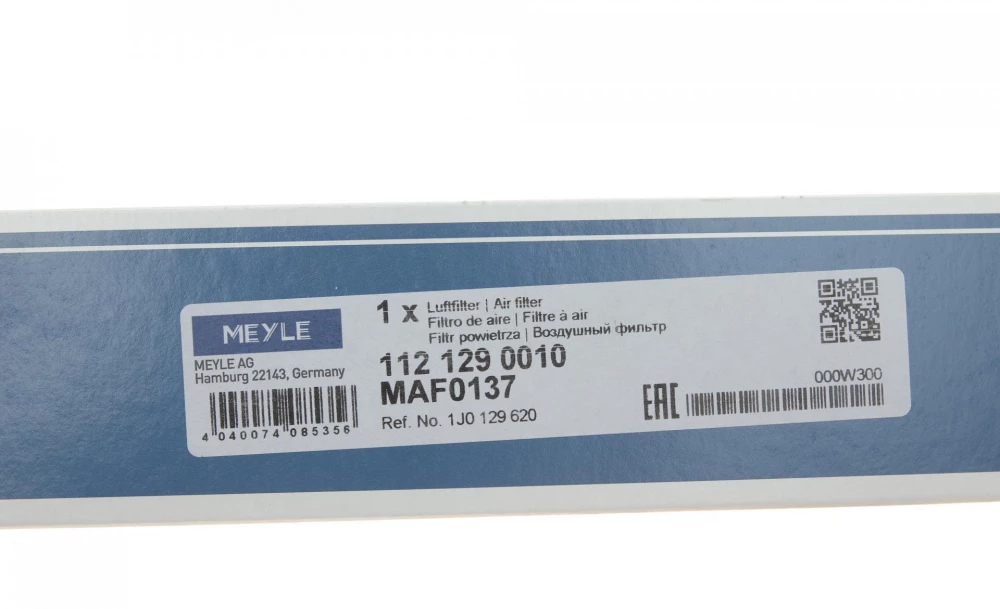 MEYLE
MEYLE AG
Hamburg 22143, Germany
4 040074 085356
1 x Luftfilter | Air filter
Filtro de aire | Filtre à air
Filtr powietrza | Воздушный фильтр
112 129 0010
MAF0137
Ref. No. 1J0 129 620
EAC
000W300